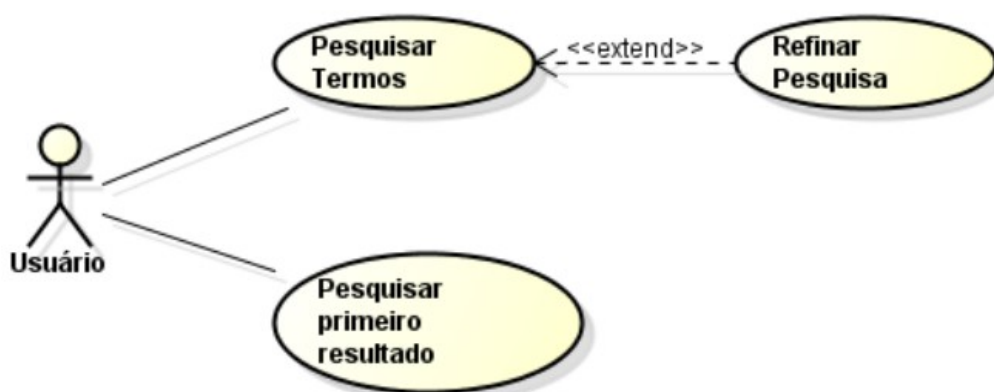 Pesquisar
Termos
<<extend>>
Refinar
Pesquisa
Usuário
Pesquisar
primeiro
resultado